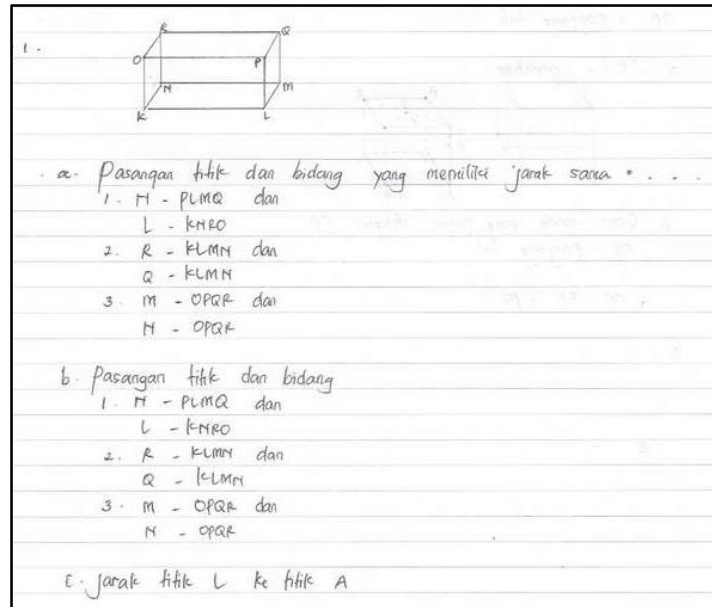 1.
R Q
O P
N M
K L
a. Pasangan titik dan bidang yang memiliki jarak sama . . . .
1. N - PLMQ dan
L - KNRO
2. R - KLMN dan
Q - KLMN
3. M - OPQR dan
N - OPQR
b. Pasangan titik dan bidang
1. N - PLMQ dan
L - KNRO
2. R - KLMN dan
Q - KLMN
3. M - OPQR dan
N - OPQR
c. jarak titik L ke titik A